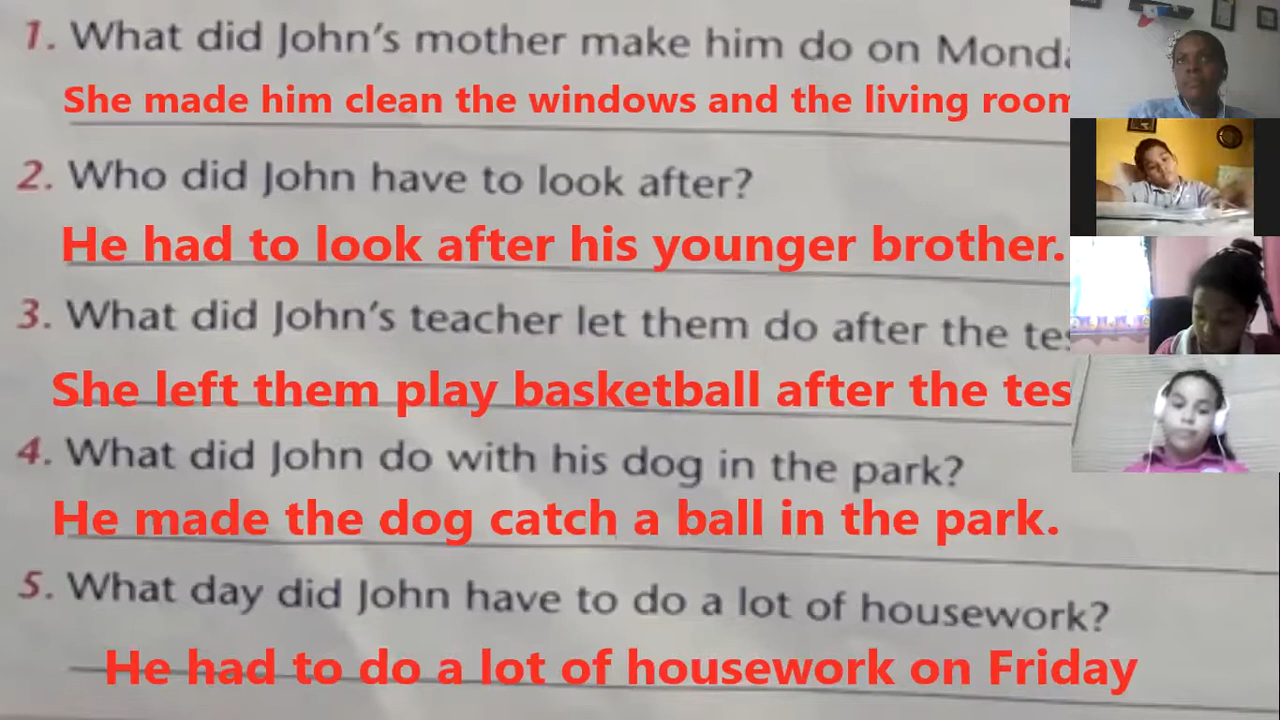 1. What did John's mother make him do on Monda
She made him clean the windows and the living room
2. Who did John have to look after?
He had to look after his younger brother.
3. What did John's teacher let them do after the tes
She left them play basketball after the tes
4. What did John do with his dog in the park?
He made the dog catch a ball in the park.
5. What day did John have to do a lot of housework?
He had to do a lot of housework on Friday